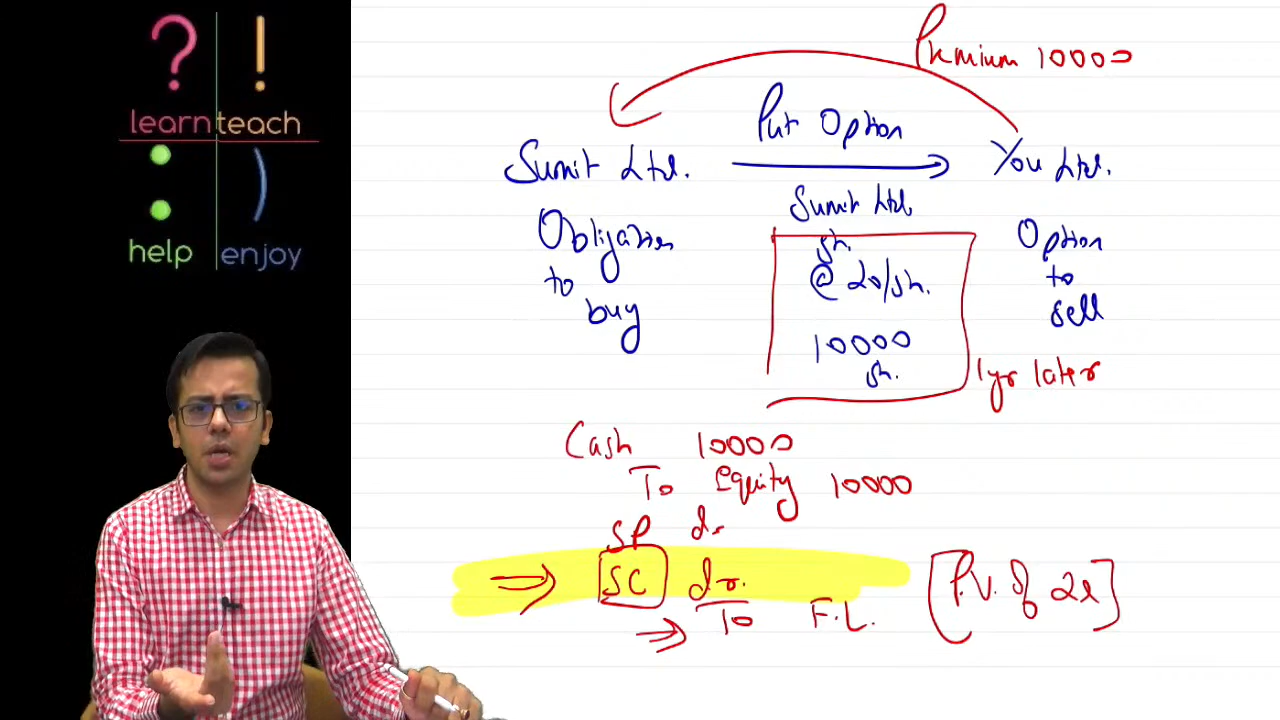 ? !
learn teach
help enjoy
Premium 10000
Put Option
Sumit Ltd. You Ltd.
Sumit Ltd.
sh.
@ 20/sh.
10000
sh.
Obligation
to
buy
Option
to
sell
1yr later
Cash 10000
To Equity 10000
SP dr
SC dr.
To F.L. [P.V. of